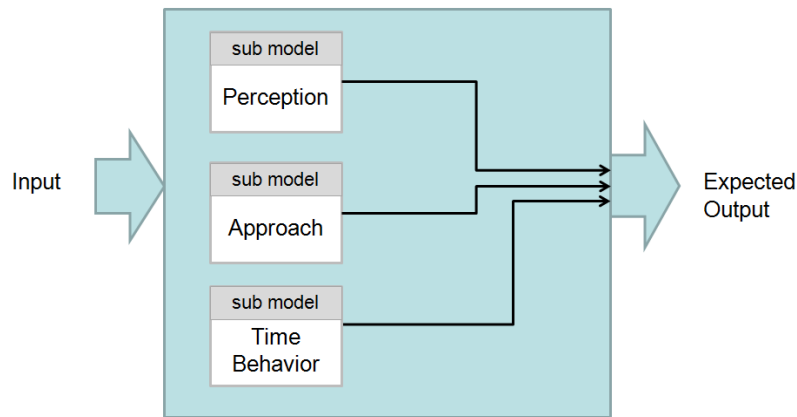 sub model
Perception
Input
sub model
Approach
Expected
Output
sub model
Time
Behavior